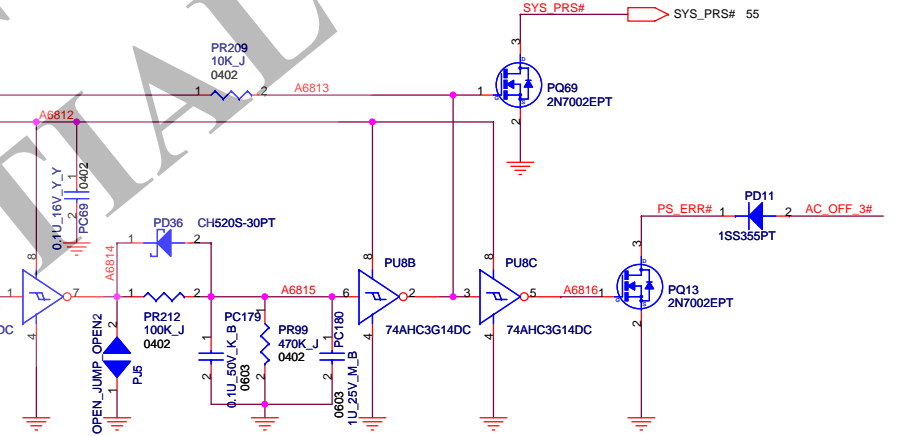 SYS_PRS#
SYS_PRS# 55
PR209
10K_J
0402
1
2
A6813
3
D
1
G
S
2
PQ69
2N7002EPT
TIAL
A6812
0402
1
2
PC69
0.1U_16V_Y_Y
PD36
CH520S-30PT
1
2
A6814
8
1
7
4
DC
1
2
PR212
100K_J
0402
OPEN_JUMP_OPEN2
2
1
PJ5
PC179
1
2
0.1U_50V_K_B
0603
A6815
1
PR99
470K_J
0402
2
PC180
1
2
0603
1U_25V_M_B
8
PU8B
6
2
4
74AHC3G14DC
8
PU8C
3
5
4
74AHC3G14DC
A6816
1
3
D
G
S
2
PQ13
2N7002EPT
PS_ERR#
1
PD11
2
1SS355PT
AC_OFF_3#